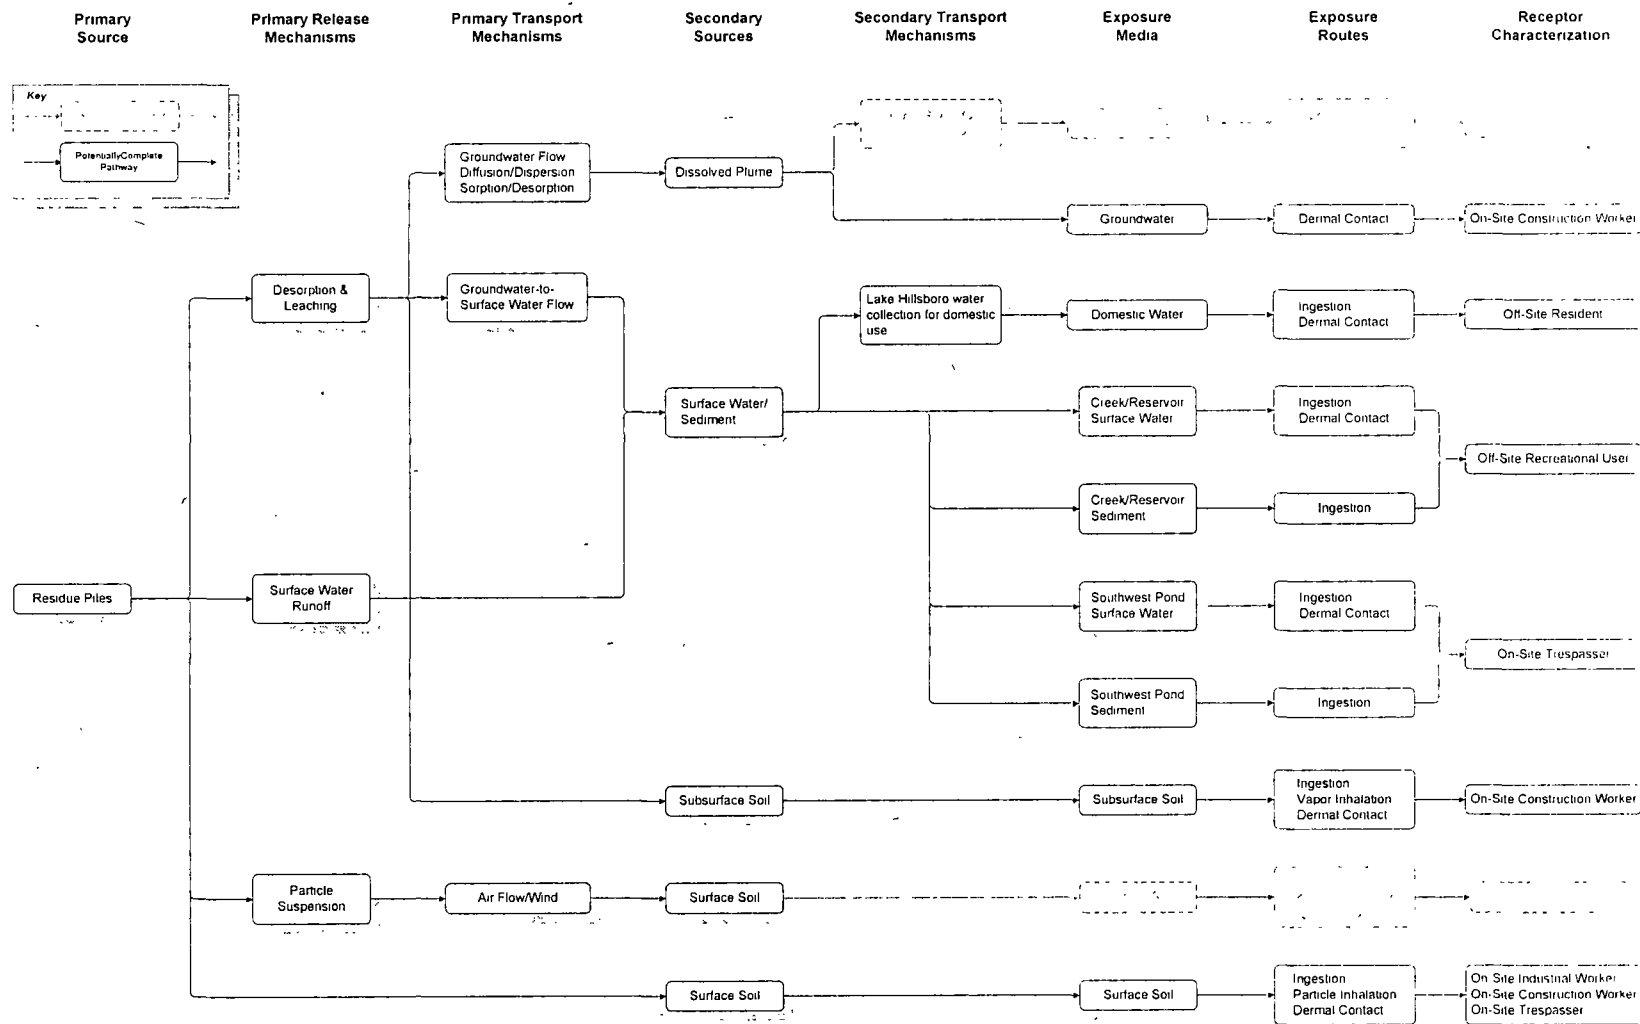 Primary
Source
Primary Release
Mechanisms
Primary Transport
Mechanisms
Secondary
Sources
Secondary Transport
Mechanisms
Exposure
Media
Exposure
Routes
Receptor
Characterization
Key
PotentiallyComplete
Pathway
Groundwater Flow
Diffusion/Dispersion
Sorption/Desorption
Dissolved Plume
Groundwater
Dermal Contact
On-Site Construction Worker
Desorption &
Leaching
Groundwater-to-
Surface Water Flow
Lake Hillsboro water
collection for domestic
use
Domestic Water
Ingestion
Dermal Contact
Off-Site Resident
Surface Water/
Sediment
Creek/Reservoir
Surface Water
Ingestion
Dermal Contact
Off-Site Recreational User
Creek/Reservoir
Sediment
Ingestion
Residue Piles
Surface Water
Runoff
Southwest Pond
Surface Water
Ingestion
Dermal Contact
On-Site Trespasser
Southwest Pond
Sediment
Ingestion
Subsurface Soil
Subsurface Soil
Ingestion
Vapor Inhalation
Dermal Contact
On-Site Construction Worker
Particle
Suspension
Air Flow/Wind
Surface Soil
Surface Soil
Surface Soil
Ingestion
Particle Inhalation
Dermal Contact
On Site Industrial Worker
On-Site Construction Worker
On-Site Trespasser